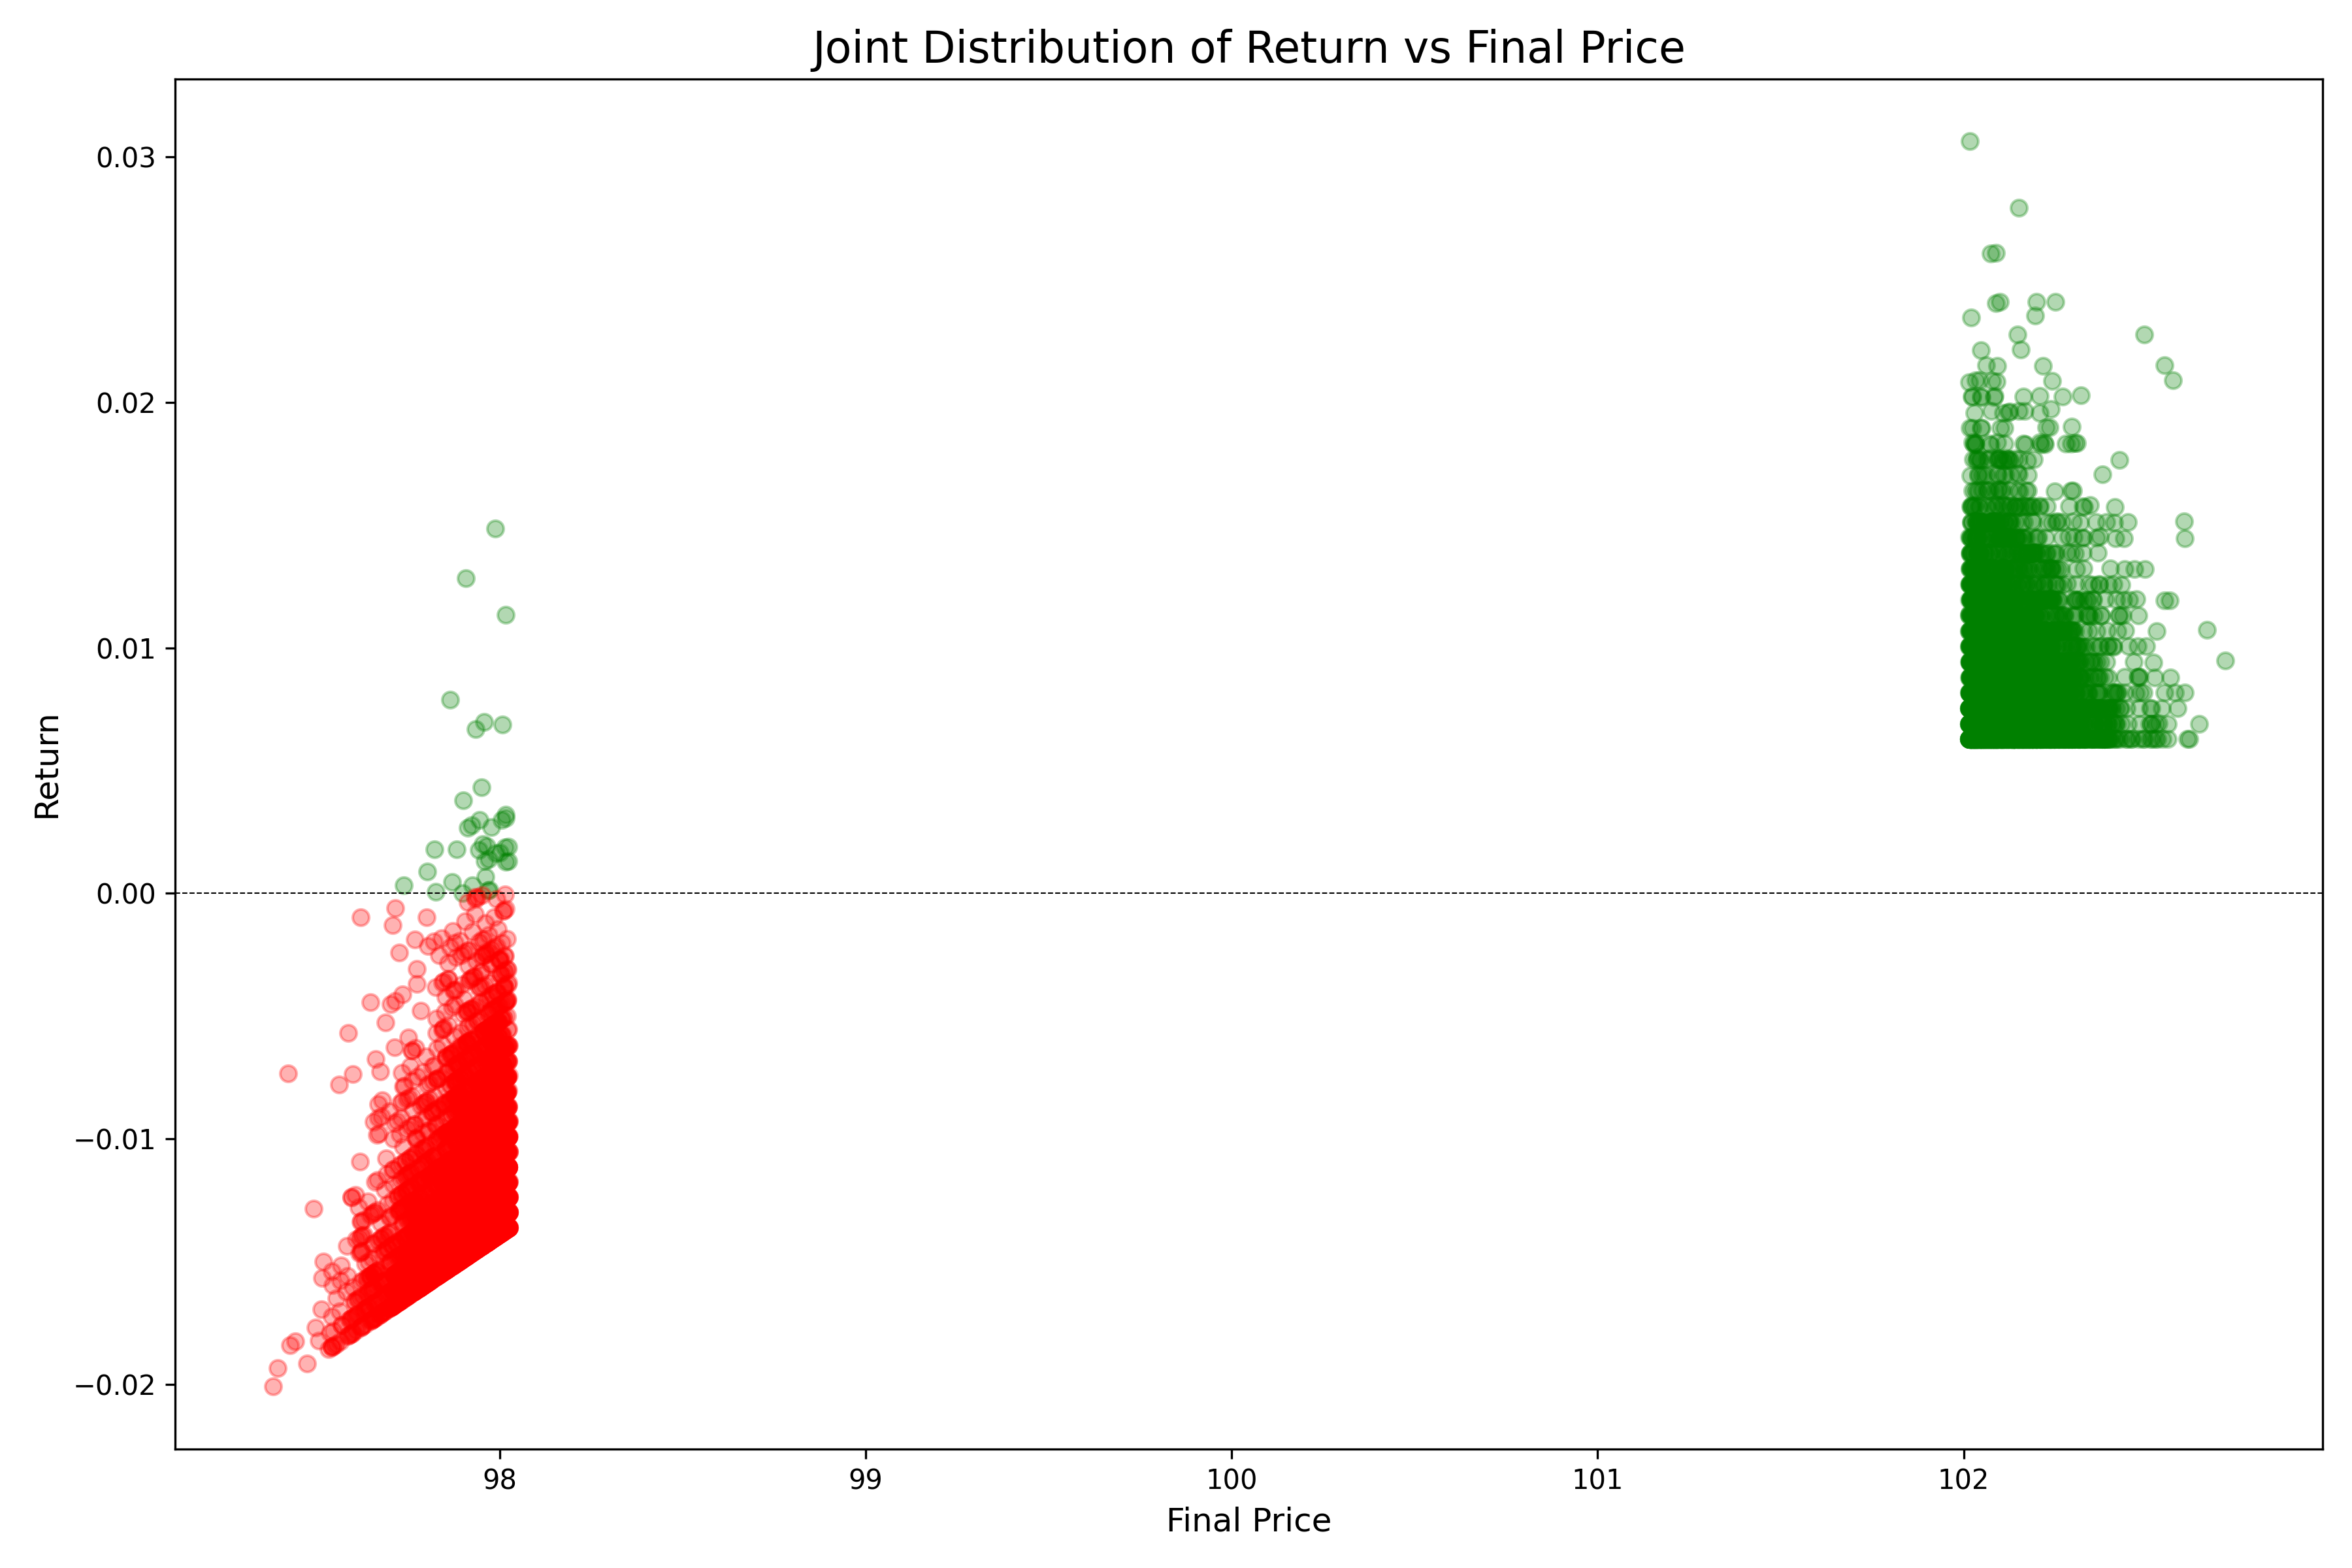 Joint Distribution of Return vs Final Price
Return
0.03
0.02
0.01
0.00
−0.01
−0.02
98 99 100 101 102
Final Price